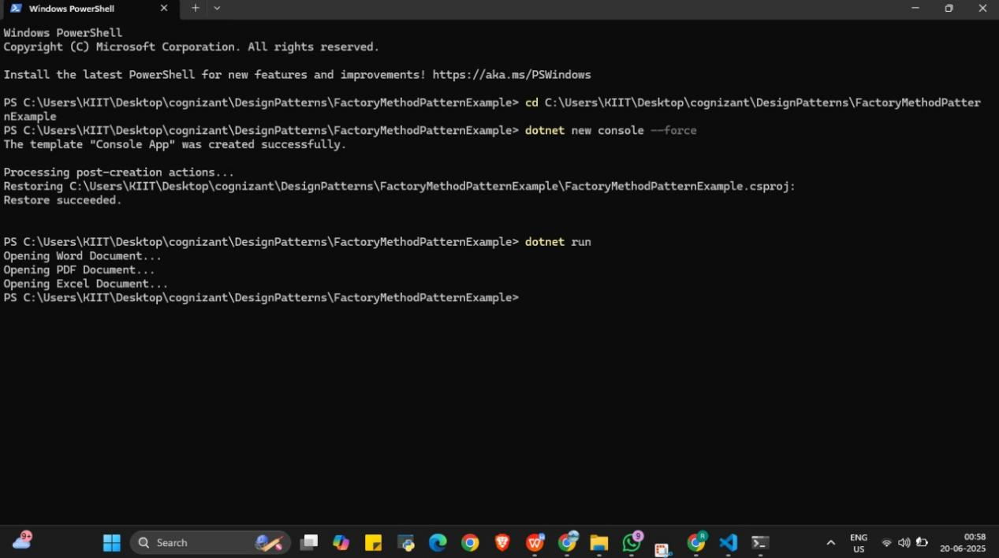 Windows PowerShell
Windows PowerShell
Copyright (C) Microsoft Corporation. All rights reserved.
Install the latest PowerShell for new features and improvements! https://aka.ms/PSWindows
PS C:\Users\KIIT\Desktop\cognizant\DesignPatterns\FactoryMethodPatternExample> cd C:\Users\KIIT\Desktop\cognizant\DesignPatterns\FactoryMethodPatter
nExample
PS C:\Users\KIIT\Desktop\cognizant\DesignPatterns\FactoryMethodPatternExample> dotnet new console --force
The template "Console App" was created successfully.
Processing post-creation actions...
Restoring C:\Users\KIIT\Desktop\cognizant\DesignPatterns\FactoryMethodPatternExample\FactoryMethodPatternExample.csproj:
Restore succeeded.
PS C:\Users\KIIT\Desktop\cognizant\DesignPatterns\FactoryMethodPatternExample> dotnet run
Opening Word Document...
Opening PDF Document...
Opening Excel Document...
PS C:\Users\KIIT\Desktop\cognizant\DesignPatterns\FactoryMethodPatternExample>
9+
Search
9
R
ENG
US
00:58
20-06-2025